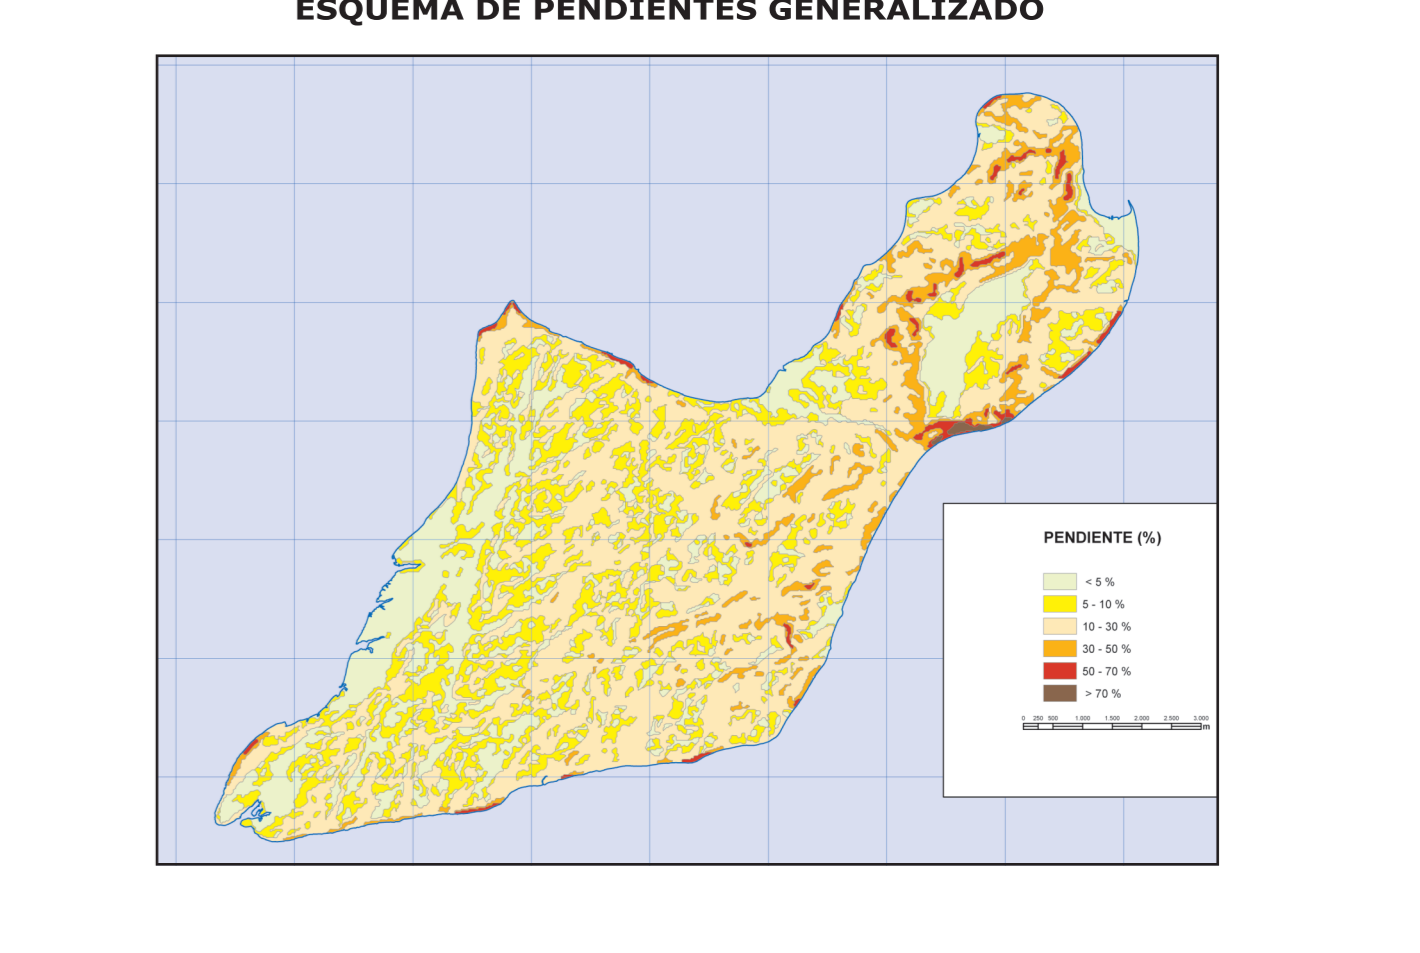 ESQUEMA DE PENDIENTES GENERALIZADO
PENDIENTE (%)
< 5 %
5 - 10 %
10 - 30 %
30 - 50 %
50 - 70 %
> 70 %
0 250 500 1.000 1.500 2.000 2.500 3.000
m